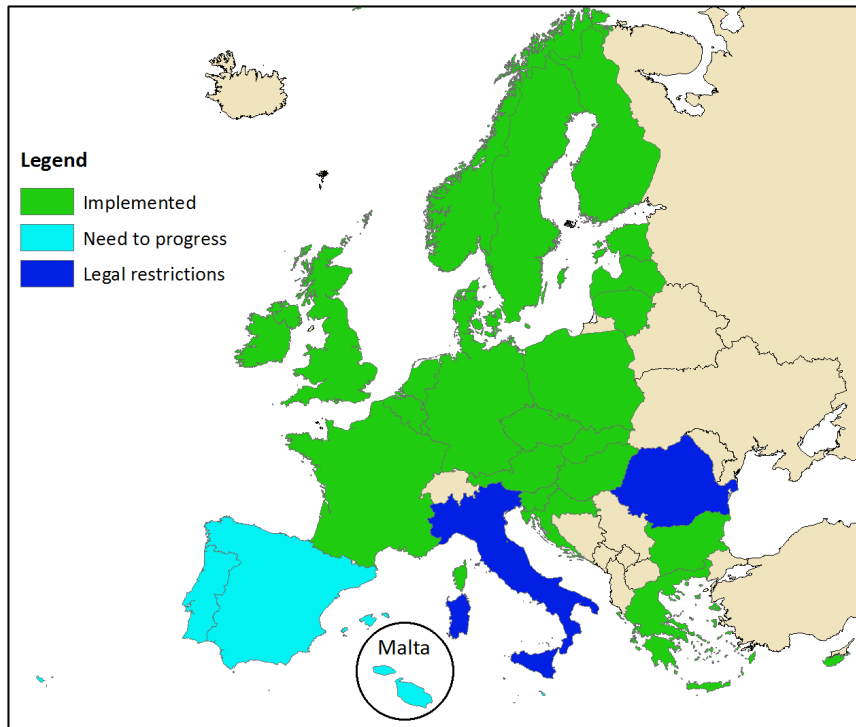 Legend
Implemented
Need to progress
Legal restrictions
Malta